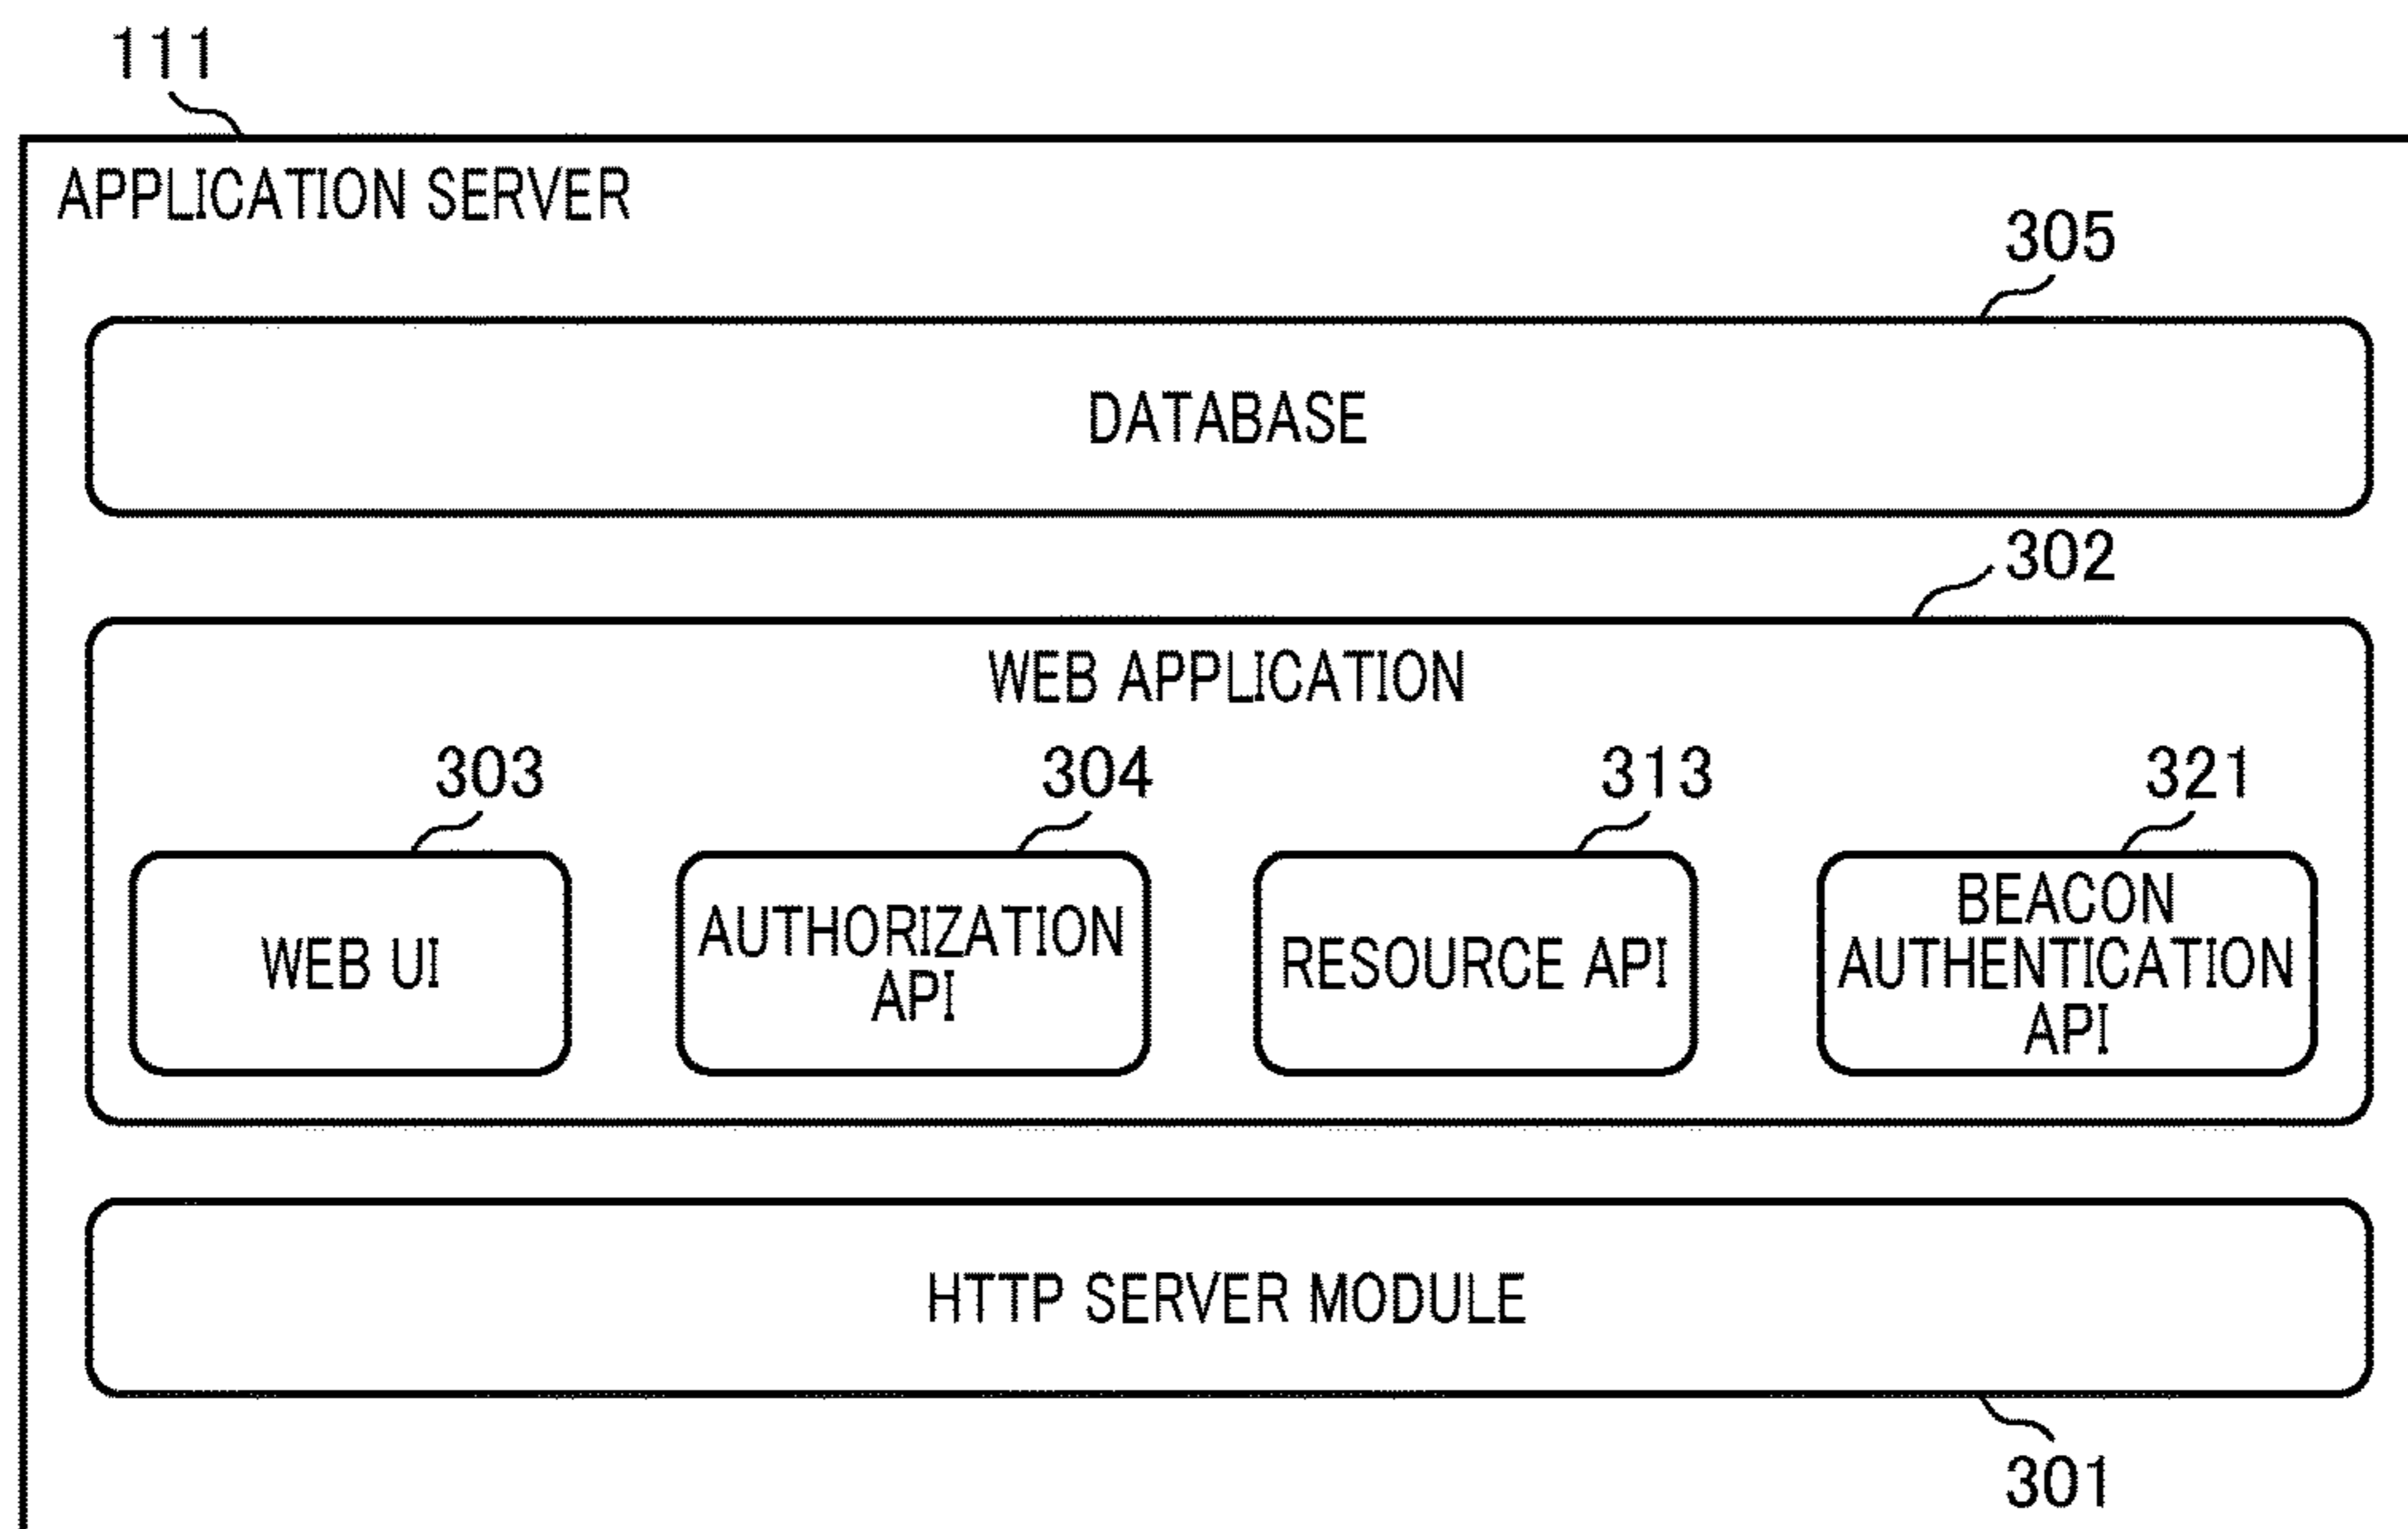 111
APPLICATION SERVER
305
DATABASE
302
WEB APPLICATION
303
304
313
321
WEB UI
AUTHORIZATION
API
RESOURCE API
BEACON
AUTHENTICATION
API
HTTP SERVER MODULE
301